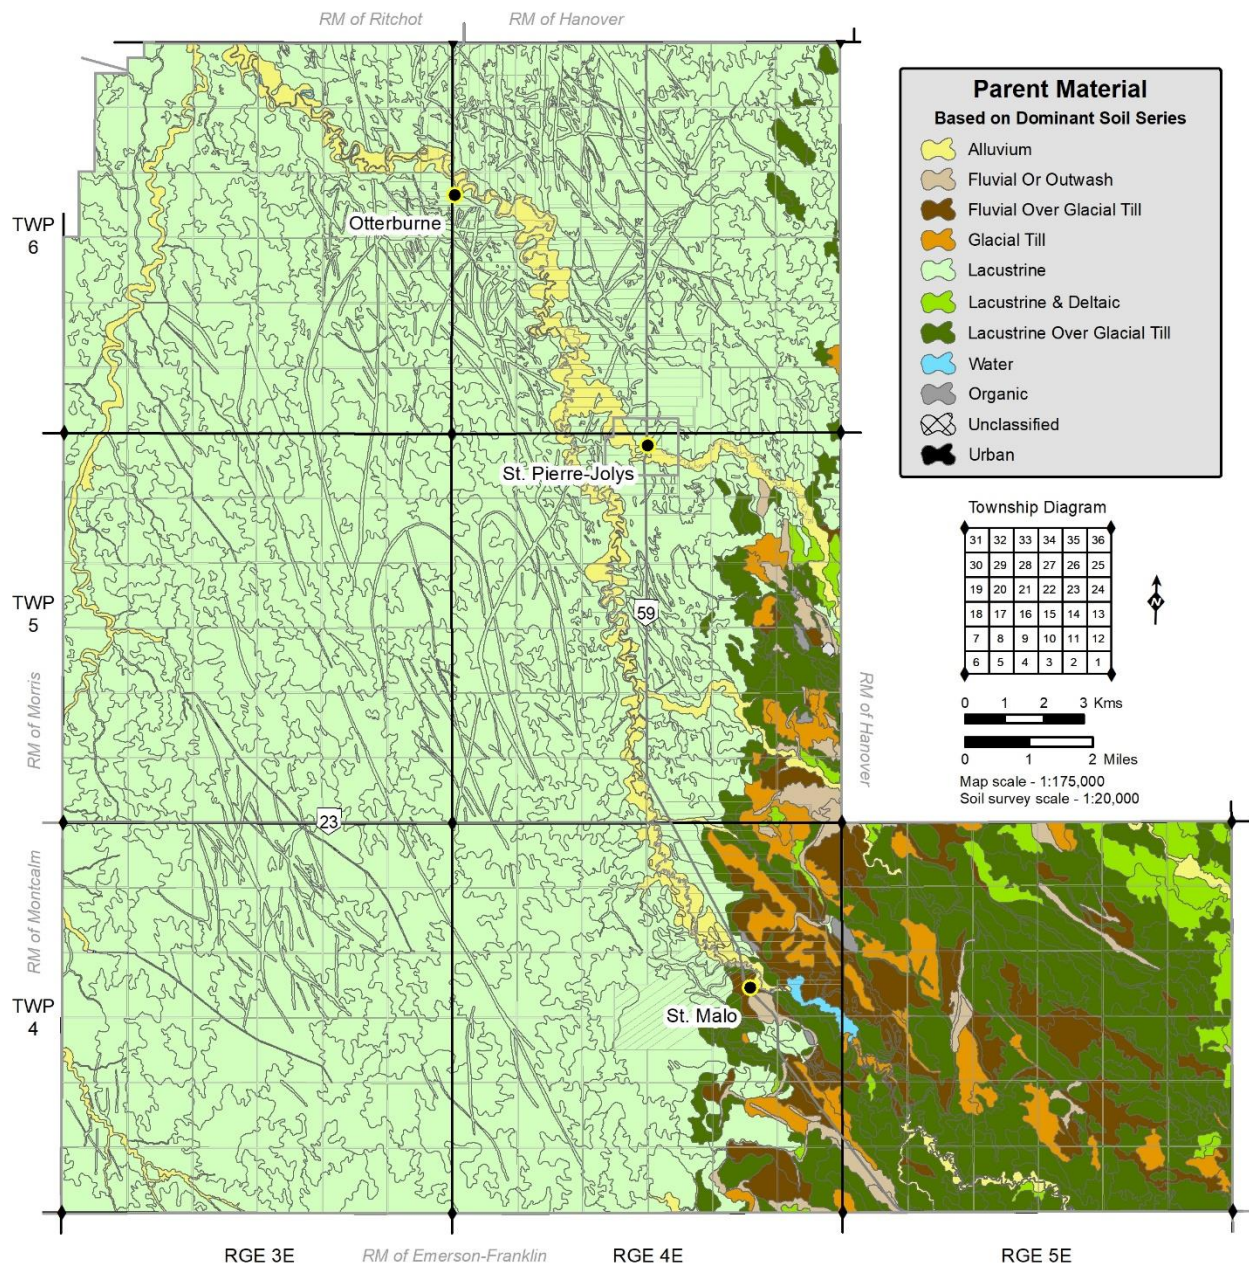 RM of Ritchot
RM of Hanover
Parent Material
Based on Dominant Soil Series
Alluvium
Fluvial Or Outwash
Fluvial Over Glacial Till
Glacial Till
Lacustrine
Lacustrine & Deltaic
Lacustrine Over Glacial Till
Water
Organic
Unclassified
Urban
TWP
6
Otterburne
St. Pierre-Jolys
Township Diagram
31 32 33 34 35 36
30 29 28 27 26 25
19 20 21 22 23 24
18 17 16 15 14 13
7 8 9 10 11 12
6 5 4 3 2 1
N
TWP
5
59
RM of Morris
RM of Hanover
0 1 2 3 Kms
0 1 2 Miles
Map scale - 1:175,000
Soil survey scale - 1:20,000
23
RM of Montcalm
TWP
4
St. Malo
RGE 3E
RM of Emerson-Franklin
RGE 4E
RGE 5E